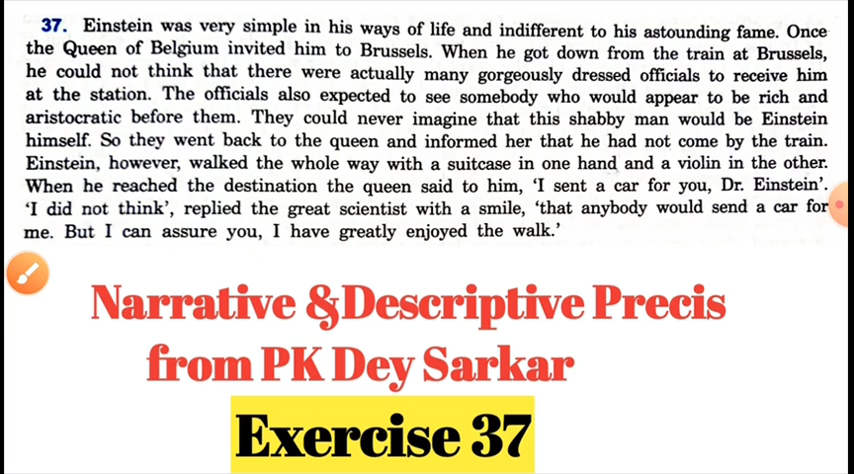 37. Einstein was very simple in his ways of life and indifferent to his astounding fame. Once
the Queen of Belgium invited him to Brussels. When he got down from the train at Brussels,
he could not think that there were actually many gorgeously dressed officials to receive him
at the station. The officials also expected to see somebody who would appear to be rich and
aristocratic before them. They could never imagine that this shabby man would be Einstein
himself. So they went back to the queen and informed her that he had not come by the train.
Einstein, however, walked the whole way with a suitcase in one hand and a violin in the other.
When he reached the destination the queen said to him, ‘I sent a car for you, Dr. Einstein’.
‘I did not think’, replied the great scientist with a smile, ‘that anybody would send a car for
me. But I can assure you, I have greatly enjoyed the walk.’
Narrative &Descriptive Precis
from PK Dey Sarkar
Exercise 37